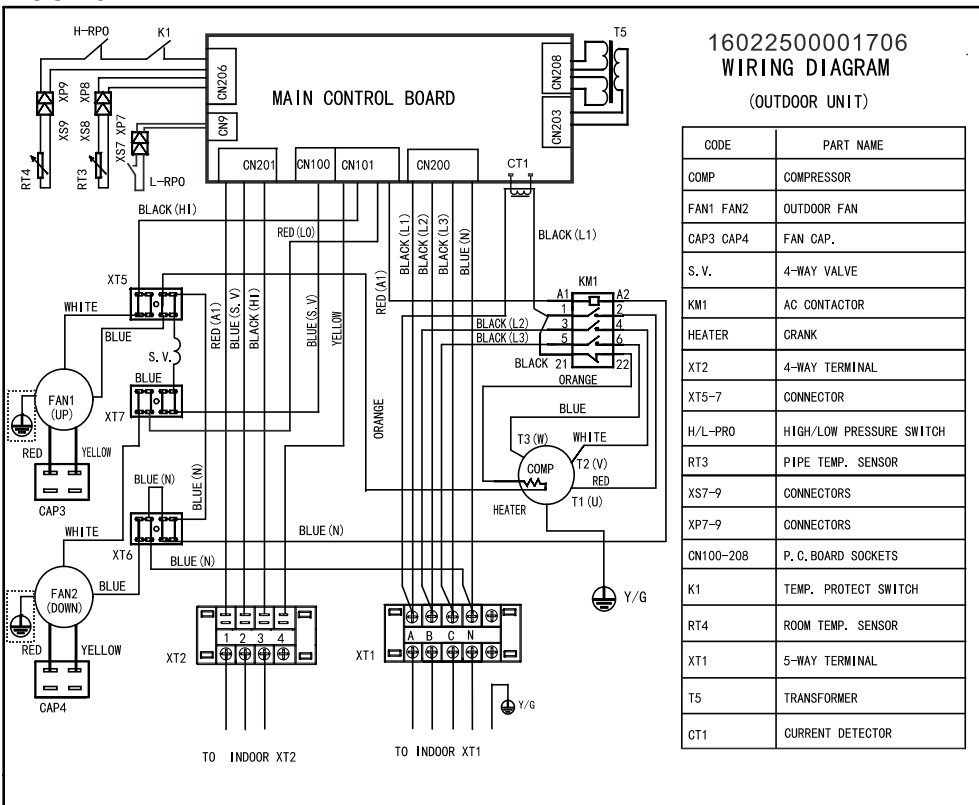 16022500001706
WIRING DIAGRAM
(OUTDOOR UNIT)
CODE PART NAME
COMP COMPRESSOR
FAN1 FAN2 OUTDOOR FAN
CAP3 CAP4 FAN CAP.
S.V. 4-WAY VALVE
KM1 AC CONTACTOR
HEATER CRANK
XT2 4-WAY TERMINAL
XT5-7 CONNECTOR
H/L-PRO HIGH/LOW PRESSURE SWITCH
RT3 PIPE TEMP. SENSOR
XS7-9 CONNECTORS
XP7-9 CONNECTORS
CN100-208 P.C.BOARD SOCKETS
K1 TEMP. PROTECT SWITCH
RT4 ROOM TEMP. SENSOR
XT1 5-WAY TERMINAL
T5 TRANSFORMER
CT1 CURRENT DETECTOR
H-RPO K1
T5
XP9
XP8
XP7
XS9
XS8
XS7
RT4
RT3
L-RPO
CN206
CN9
MAIN CONTROL BOARD
CN208
CN203
CN201 CN100 CN101 CN200
CT1
BLACK(HI)
RED(LO)
BLACK(L1)
BLACK(L2)
BLACK(L3)
BLUE(N)
BLACK(L1)
XT5
WHITE
BLUE
S.V.
BLUE
XT7
RED(A1)
BLUE(S.V)
BLACK(HI)
BLUE(S.V)
YELLOW
RED(A1)
KM1
A1 A2
1 2
BLACK(L2) 3 4
BLACK(L3) 5 6
BLACK 21 22
ORANGE
ORANGE
BLUE
WHITE
T3(W)
T2(V)
COMP
RED
T1(U)
HEATER
FAN1
(UP)
RED YELLOW
CAP3
BLUE(N)
BLUE(N)
WHITE
XT6
BLUE(N)
BLUE(N)
FAN2
(DOWN)
BLUE
RED YELLOW
CAP4
Y/G
1 2 3 4
XT2
A B C N
XT1
Y/G
TO INDOOR XT2
TO INDOOR XT1